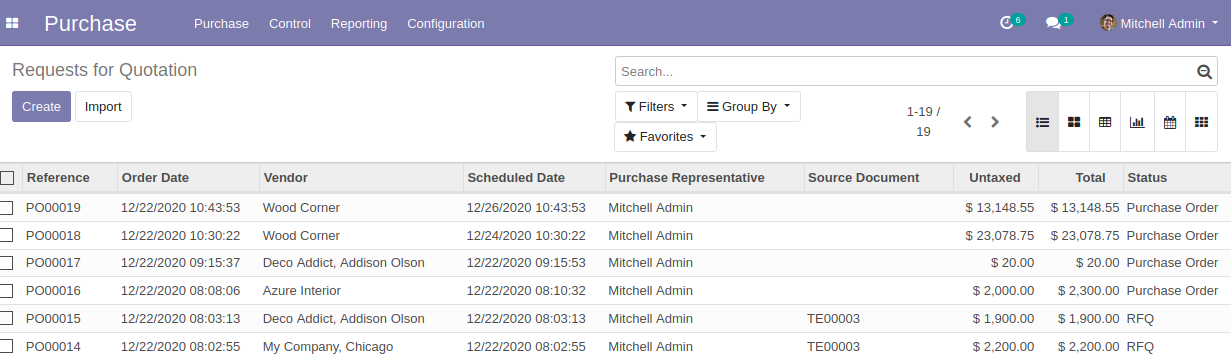 Purchase Purchase Control Reporting Configuration 6 1 Mitchell Admin
Requests for Quotation Search...
Create Import Filters Group By 1-19 /
19
Favorites
Reference Order Date Vendor Scheduled Date Purchase Representative Source Document Untaxed Total Status
PO00019 12/22/2020 10:43:53 Wood Corner 12/26/2020 10:43:53 Mitchell Admin $ 13,148.55 $ 13,148.55 Purchase Order
PO00018 12/22/2020 10:30:22 Wood Corner 12/24/2020 10:30:22 Mitchell Admin $ 23,078.75 $ 23,078.75 Purchase Order
PO00017 12/22/2020 09:15:37 Deco Addict, Addison Olson 12/22/2020 09:15:53 Mitchell Admin $ 20.00 $ 20.00 Purchase Order
PO00016 12/22/2020 08:08:06 Azure Interior 12/22/2020 08:10:32 Mitchell Admin $ 2,000.00 $ 2,300.00 Purchase Order
PO00015 12/22/2020 08:03:13 Deco Addict, Addison Olson 12/22/2020 08:03:13 Mitchell Admin TE00003 $ 1,900.00 $ 1,900.00 RFQ
PO00014 12/22/2020 08:02:55 My Company, Chicago 12/22/2020 08:02:55 Mitchell Admin TE00003 $ 2,200.00 $ 2,200.00 RFQ